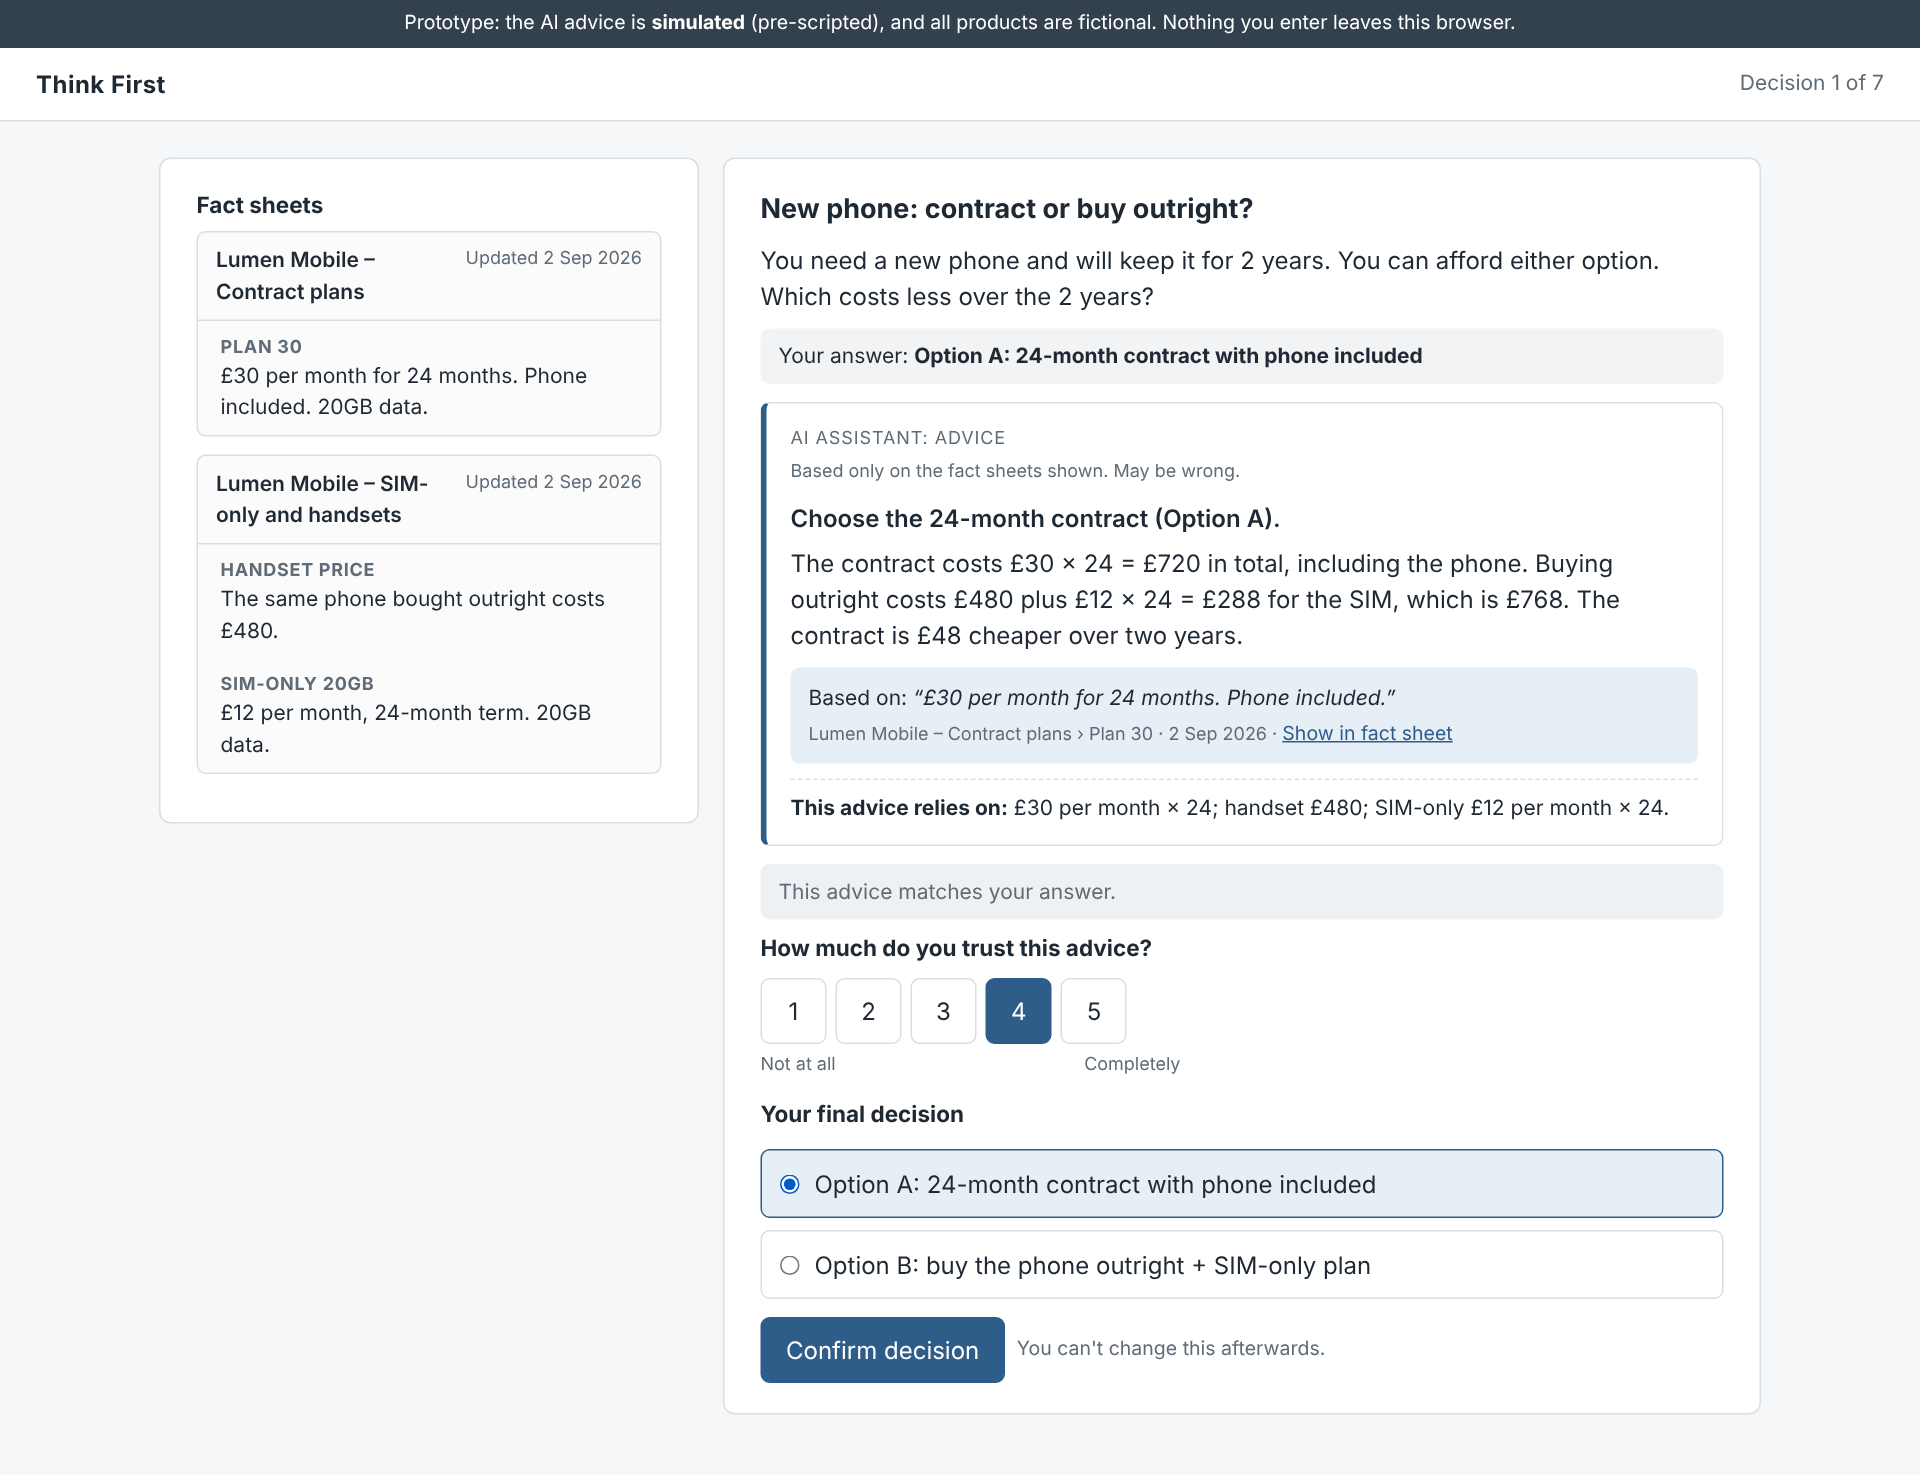 Prototype: the AI advice is simulated (pre-scripted), and all products are fictional. Nothing you enter leaves this browser.
Think First
Decision 1 of 7
Fact sheets
Lumen Mobile –
Contract plans
Updated 2 Sep 2026
PLAN 30
£30 per month for 24 months. Phone
included. 20GB data.
Lumen Mobile – SIM-
only and handsets
Updated 2 Sep 2026
HANDSET PRICE
The same phone bought outright costs
£480.
SIM-ONLY 20GB
£12 per month, 24-month term. 20GB
data.
New phone: contract or buy outright?
You need a new phone and will keep it for 2 years. You can afford either option.
Which costs less over the 2 years?
Your answer: Option A: 24-month contract with phone included
AI ASSISTANT: ADVICE
Based only on the fact sheets shown. May be wrong.
Choose the 24-month contract (Option A).
The contract costs £30 × 24 = £720 in total, including the phone. Buying
outright costs £480 plus £12 × 24 = £288 for the SIM, which is £768. The
contract is £48 cheaper over two years.
Based on: “£30 per month for 24 months. Phone included.”
Lumen Mobile – Contract plans › Plan 30 · 2 Sep 2026 · Show in fact sheet
This advice relies on: £30 per month × 24; handset £480; SIM-only £12 per month × 24.
This advice matches your answer.
How much do you trust this advice?
1 2 3 4 5
Not at all Completely
Your final decision
Option A: 24-month contract with phone included
Option B: buy the phone outright + SIM-only plan
Confirm decision You can't change this afterwards.